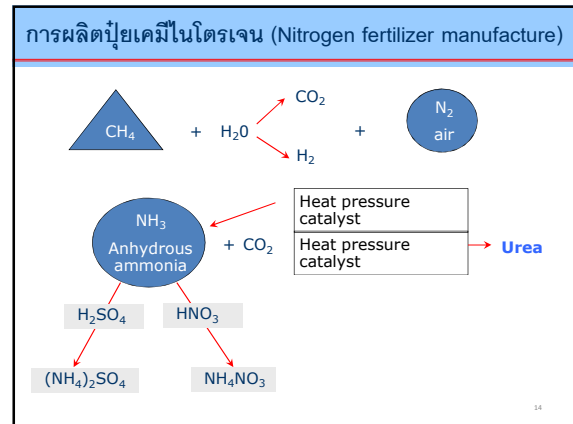 การผลิตปุ๋ยเคมีไนโตรเจน (Nitrogen fertilizer manufacture)
CO₂
CH₄ + H₂0 + N₂
air
H₂
NH₃
Anhydrous
ammonia
+ CO₂
Heat pressure
catalyst
Heat pressure
catalyst
Urea
H₂SO₄ HNO₃
(NH₄)₂SO₄ NH₄NO₃
14